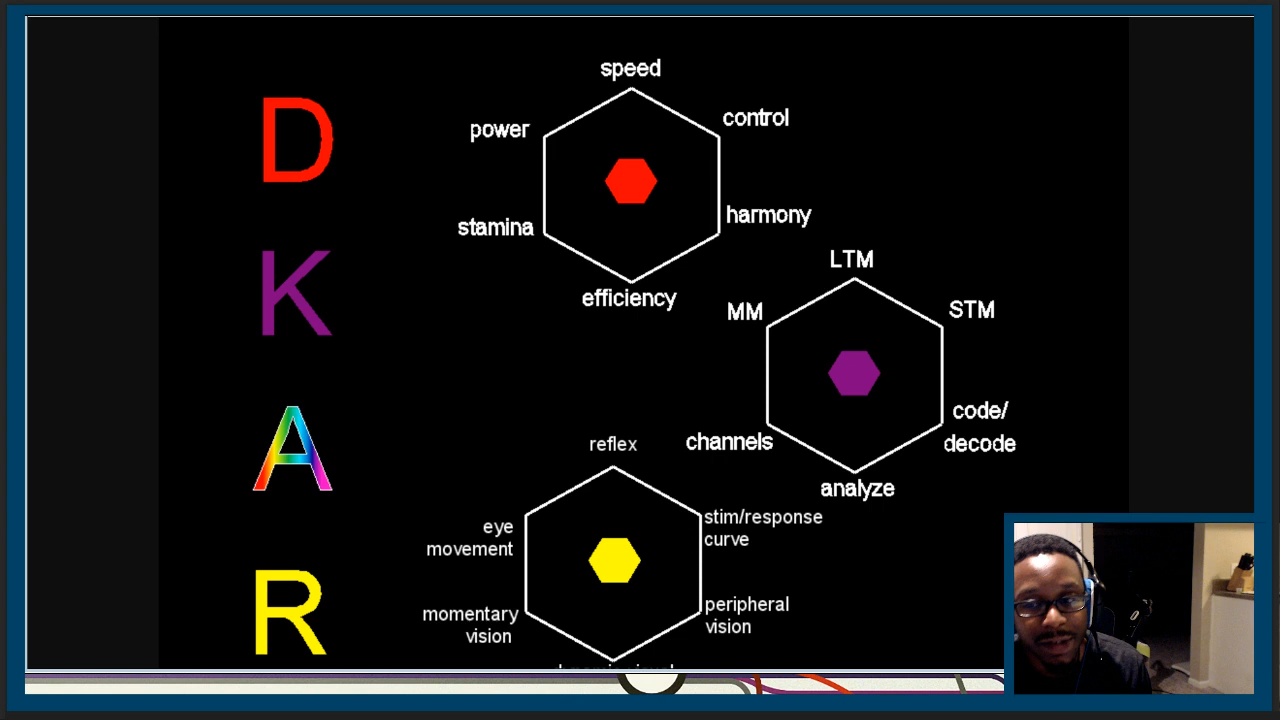 D
speed
power
control
stamina
harmony
efficiency
K
LTM
MM
STM
channels
code/
decode
analyze
A
reflex
eye
movement
stim/response
curve
momentary
vision
peripheral
vision
R